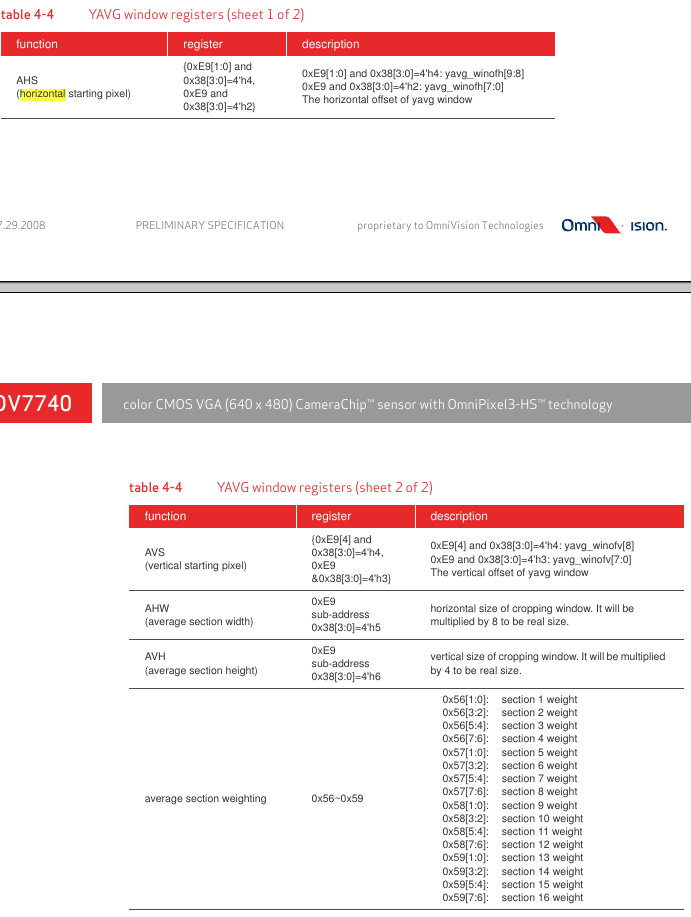 table 4-4 YAVG window registers (sheet 1 of 2)
function register description
AHS
(horizontal starting pixel)
{0xE9[1:0] and
0x38[3:0]=4'h4,
0xE9 and
0x38[3:0]=4'h2}
0xE9[1:0] and 0x38[3:0]=4'h4: yavg_winofh[9:8]
0xE9 and 0x38[3:0]=4'h2: yavg_winofh[7:0]
The horizontal offset of yavg window
7.29.2008 PRELIMINARY SPECIFICATION proprietary to OmniVision Technologies Omni ision.
OV7740 color CMOS VGA (640 x 480) CameraChip™ sensor with OmniPixel3-HS™ technology
table 4-4 YAVG window registers (sheet 2 of 2)
function register description
AVS
(vertical starting pixel)
{0xE9[4] and
0x38[3:0]=4'h4,
0xE9
&0x38[3:0]=4'h3}
0xE9[4] and 0x38[3:0]=4'h4: yavg_winofv[8]
0xE9 and 0x38[3:0]=4'h3: yavg_winofv[7:0]
The vertical offset of yavg window
AHW
(average section width)
0xE9
sub-address
0x38[3:0]=4'h5
horizontal size of cropping window. It will be
multiplied by 8 to be real size.
AVH
(average section height)
0xE9
sub-address
0x38[3:0]=4'h6
vertical size of cropping window. It will be multiplied
by 4 to be real size.
average section weighting
0x56~0x59
0x56[1:0]: section 1 weight
0x56[3:2]: section 2 weight
0x56[5:4]: section 3 weight
0x56[7:6]: section 4 weight
0x57[1:0]: section 5 weight
0x57[3:2]: section 6 weight
0x57[5:4]: section 7 weight
0x57[7:6]: section 8 weight
0x58[1:0]: section 9 weight
0x58[3:2]: section 10 weight
0x58[5:4]: section 11 weight
0x58[7:6]: section 12 weight
0x59[1:0]: section 13 weight
0x59[3:2]: section 14 weight
0x59[5:4]: section 15 weight
0x59[7:6]: section 16 weight